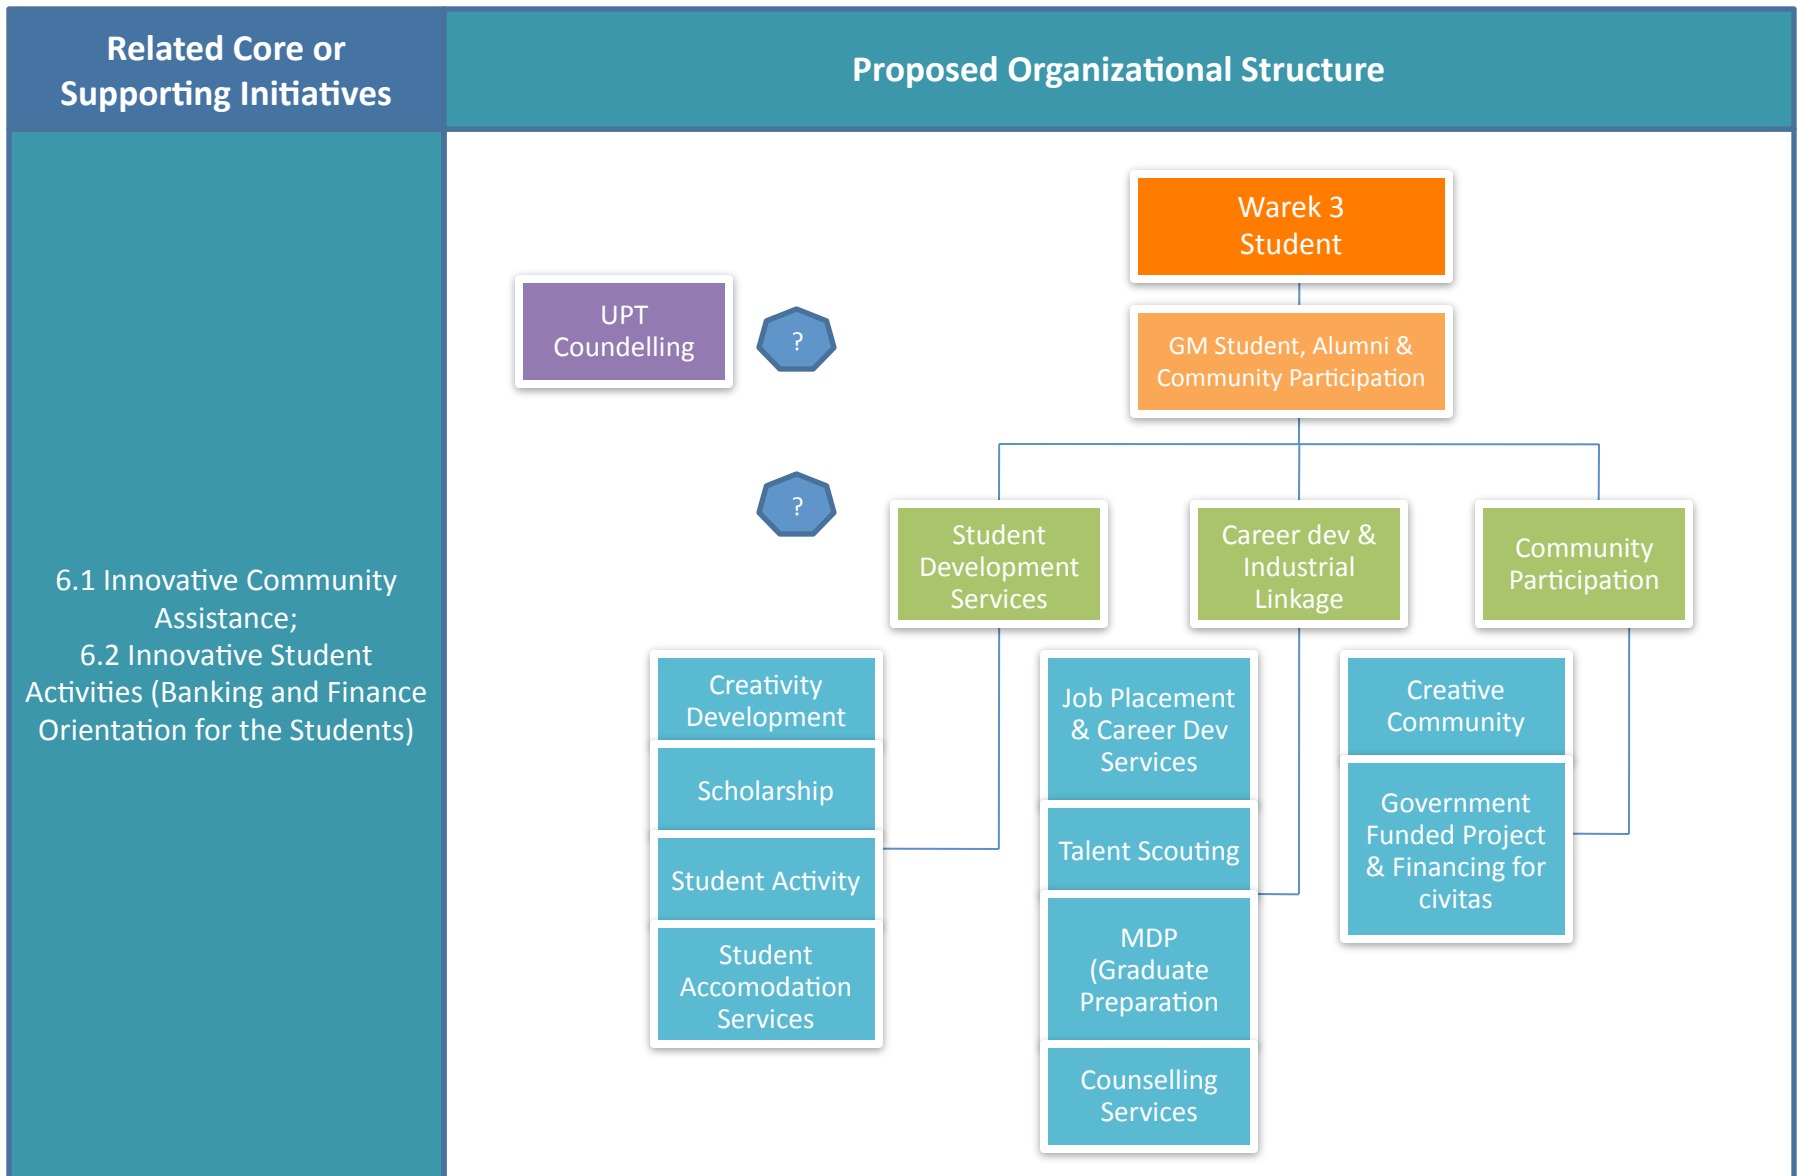 Related Core or
Supporting Initiatives
Proposed Organizational Structure
6.1 Innovative Community
Assistance;
6.2 Innovative Student
Activities (Banking and Finance
Orientation for the Students)
Warek 3
Student
UPT
Coundelling
?
GM Student, Alumni &
Community Participation
?
Student
Development
Services
Career dev &
Industrial
Linkage
Community
Participation
Creativity
Development
Scholarship
Student Activity
Student
Accomodation
Services
Job Placement
& Career Dev
Services
Talent Scouting
MDP
(Graduate
Preparation
Counselling
Services
Creative
Community
Government
Funded Project
& Financing for
civitas